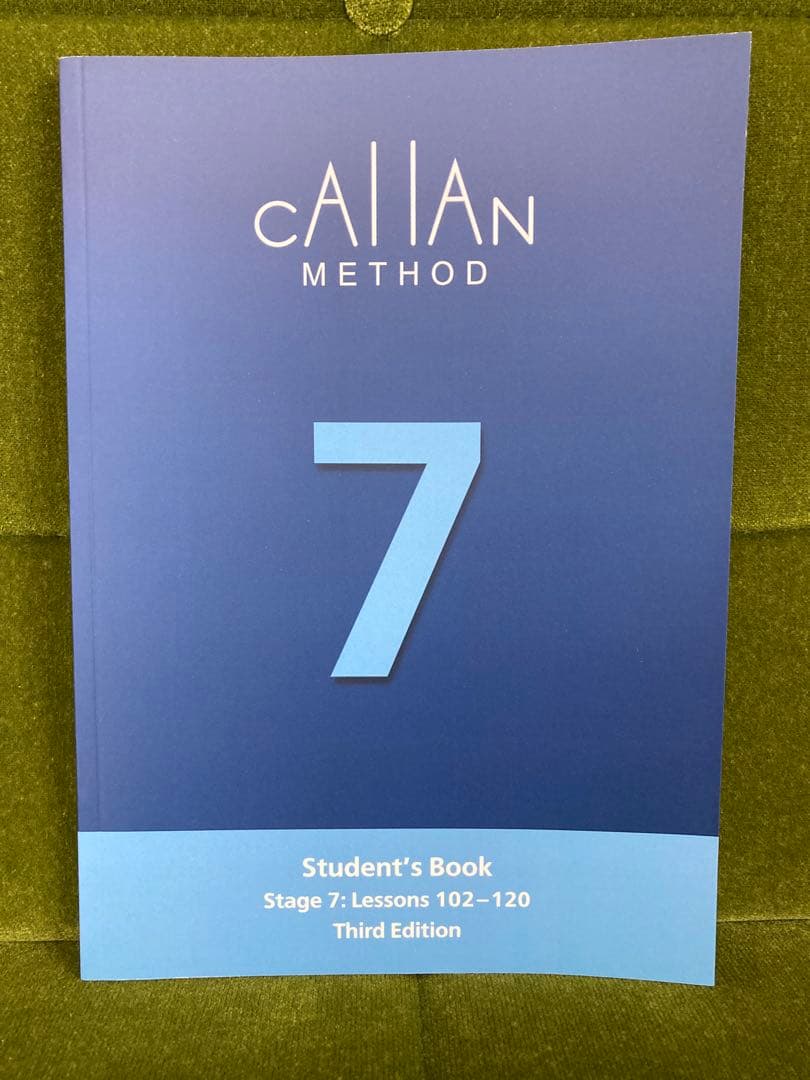 CALLAN
METHOD
7
Student's Book
Stage 7: Lessons 102–120
Third Edition